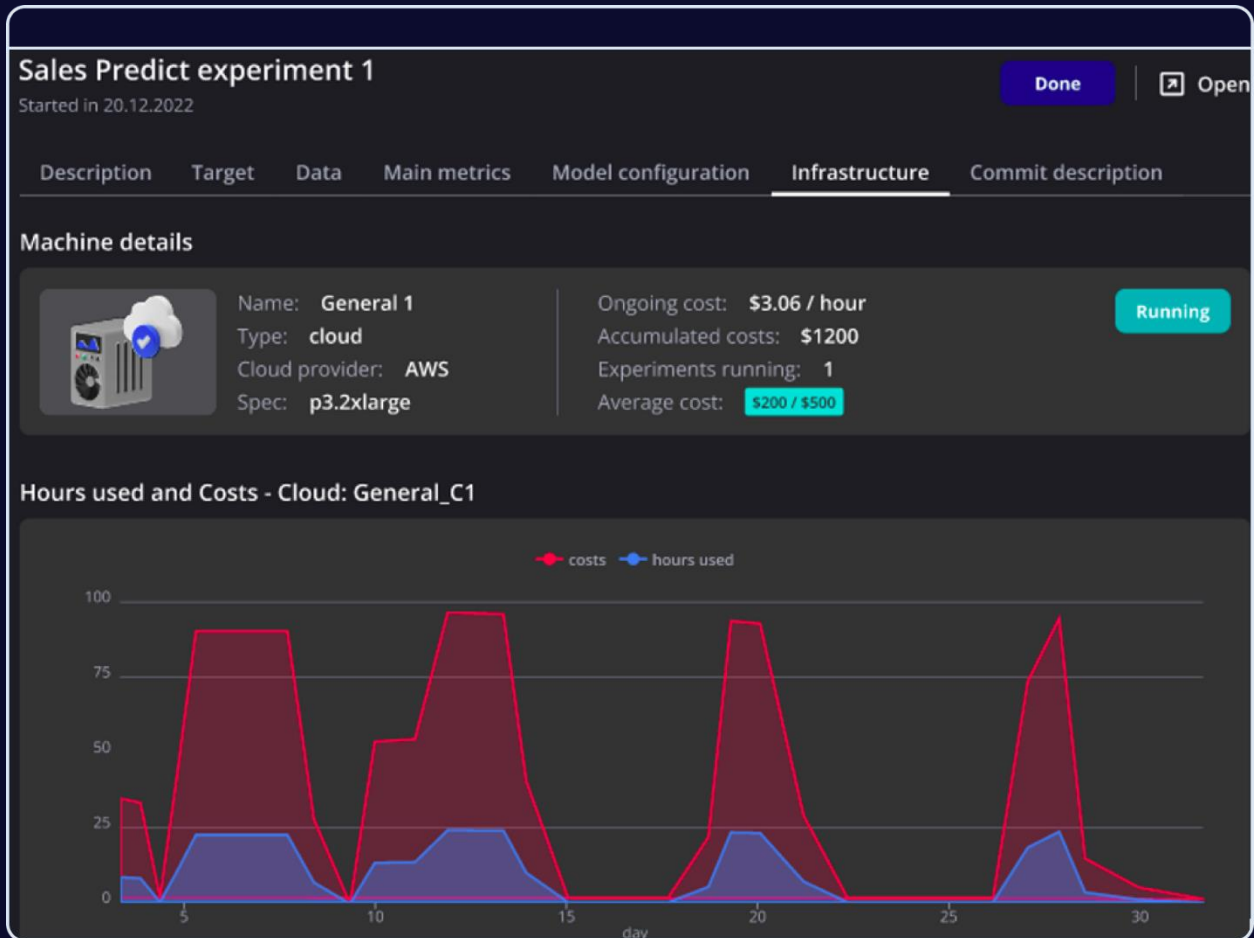 Sales Predict experiment 1
Started in 20.12.2022
Done
Open
Description Target Data Main metrics Model configuration Infrastructure Commit description
Machine details
Name: General 1
Type: cloud
Cloud provider: AWS
Spec: p3.2xlarge
Ongoing cost: $3.06 / hour
Accumulated costs: $1200
Experiments running: 1
Average cost: $200 / $500
Running
Hours used and Costs - Cloud: General_C1
costs hours used
100
75
50
25
0
5 10 15 20 25 30
day